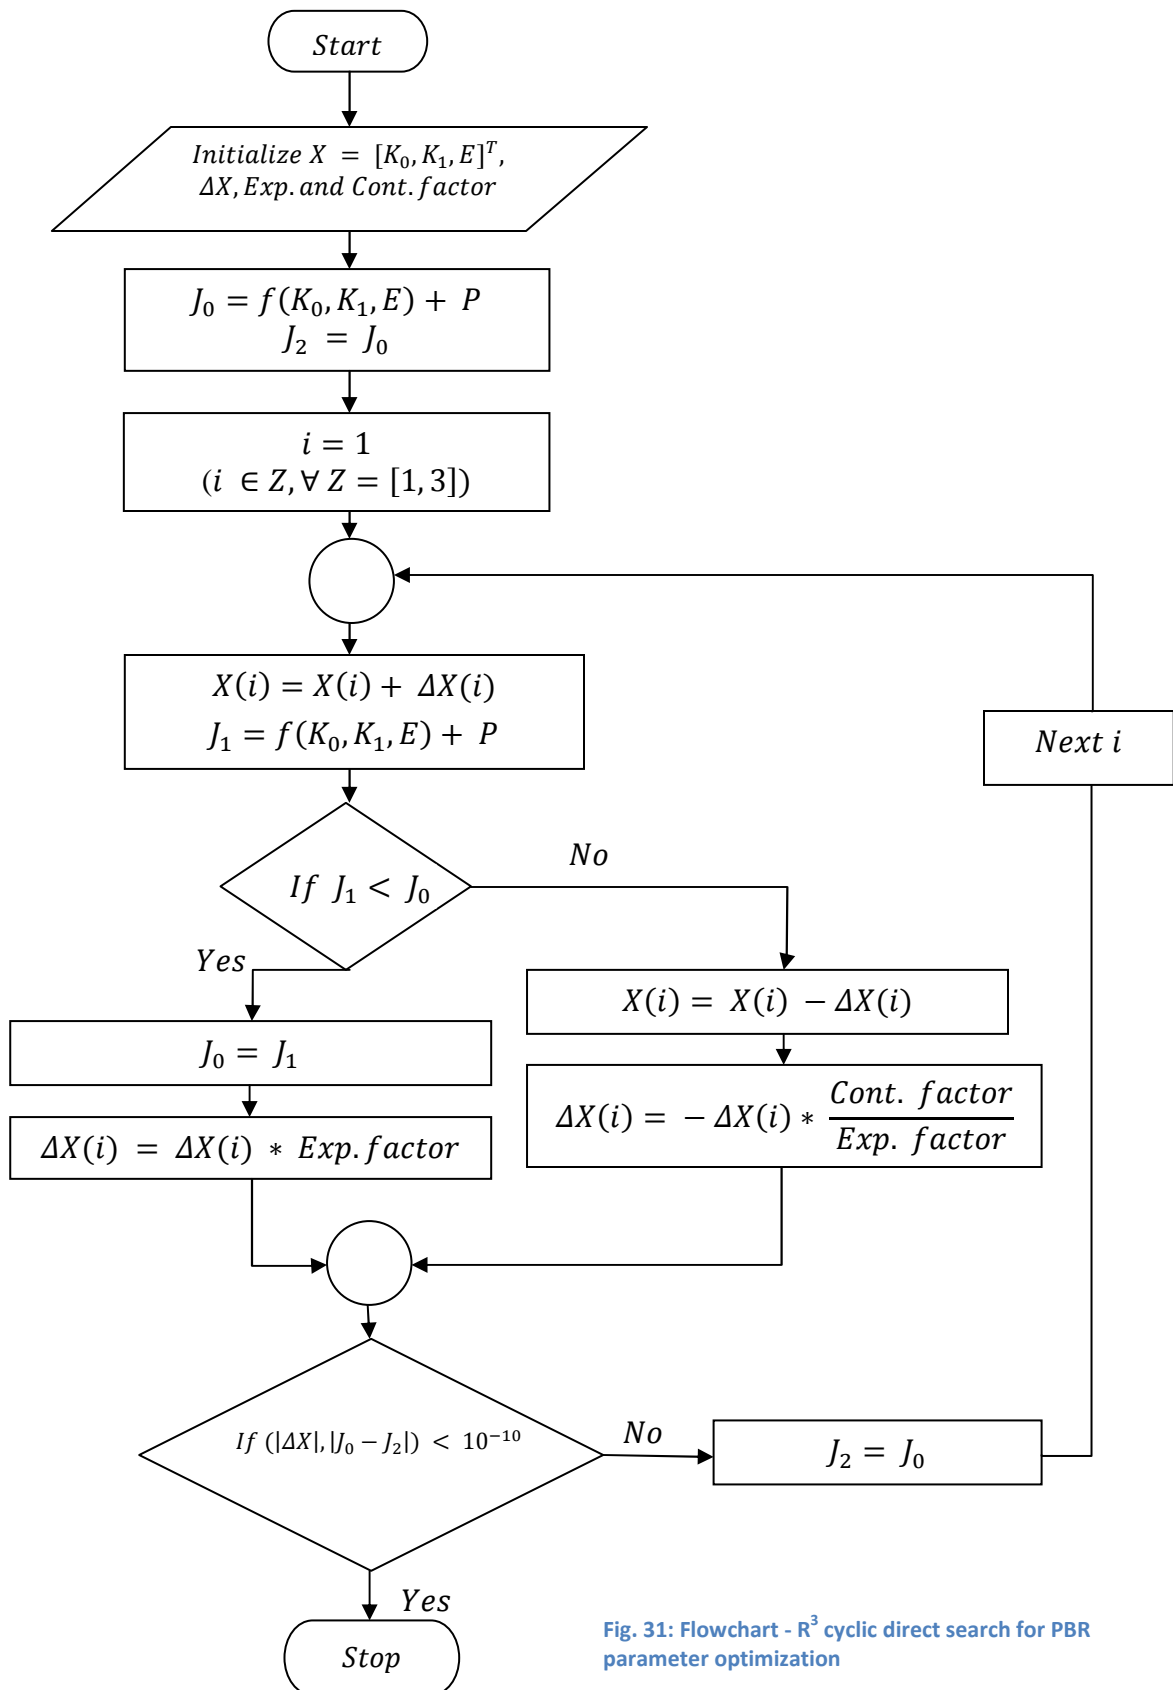 Start
Initialize X = [K₀, K₁, E]ᵀ,
ΔX, Exp. and Cont. factor
J₀ = f(K₀, K₁, E) + P
J₂ = J₀
i = 1
(i ∈ Z, ∀ Z = [1, 3])
X(i) = X(i) + ΔX(i)
J₁ = f(K₀, K₁, E) + P
Next i
If J₁ < J₀
No
Yes
X(i) = X(i) − ΔX(i)
J₀ = J₁
ΔX(i) = − ΔX(i) * Cont. factor / Exp. factor
ΔX(i) = ΔX(i) * Exp. factor
If (|ΔX|, |J₀ − J₂|) < 10⁻¹⁰
No
J₂ = J₀
Yes
Stop
Fig. 31: Flowchart - R³ cyclic direct search for PBR
parameter optimization